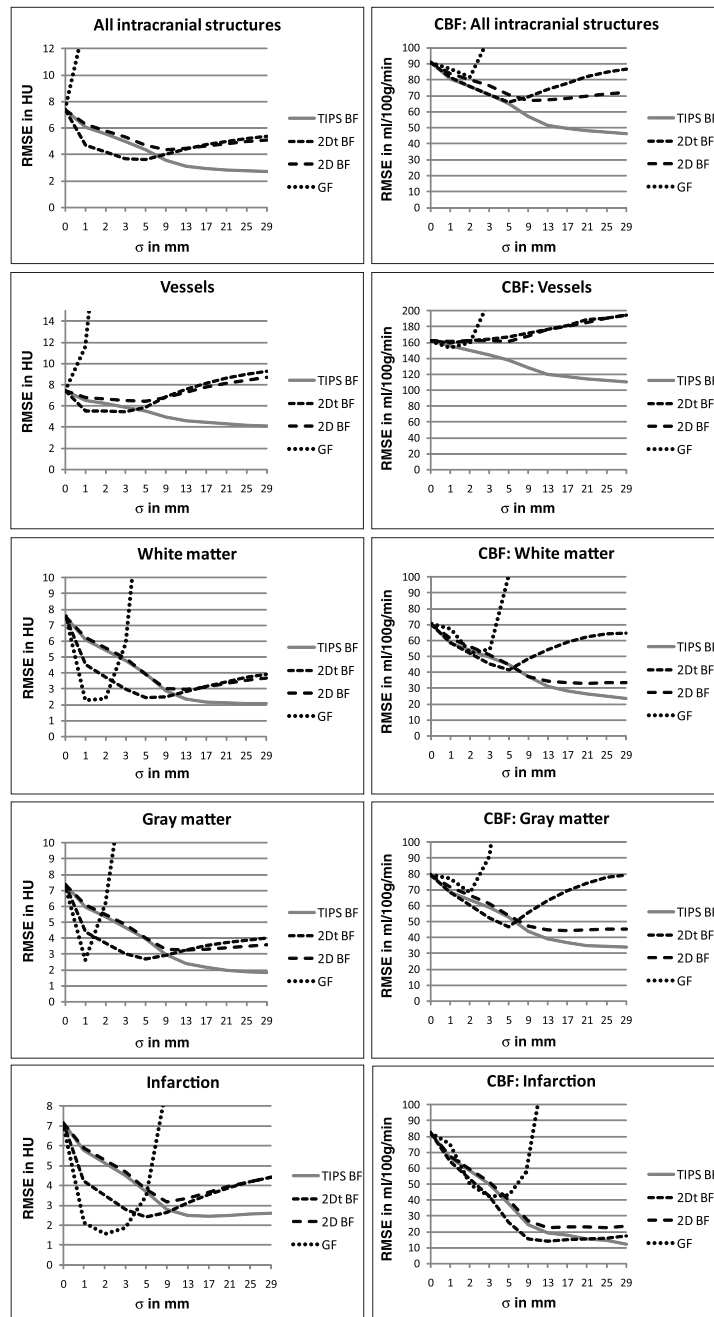 All intracranial structures
RMSE in HU
12
10
8
6
4
2
0
0 1 2 3 5 9 13 17 21 25 29
σ in mm
TIPS BF
2Dt BF
2D BF
GF
CBF: All intracranial structures
RMSE in ml/100g/min
100
90
80
70
60
50
40
30
20
10
0
0 1 2 3 5 9 13 17 21 25 29
σ in mm
TIPS BF
2Dt BF
2D BF
GF
Vessels
RMSE in HU
14
12
10
8
6
4
2
0
0 1 2 3 5 9 13 17 21 25 29
σ in mm
TIPS BF
2Dt BF
2D BF
GF
CBF: Vessels
RMSE in ml/100g/min
200
180
160
140
120
100
80
60
40
20
0
0 1 2 3 5 9 13 17 21 25 29
σ in mm
TIPS BF
2Dt BF
2D BF
GF
White matter
RMSE in HU
10
9
8
7
6
5
4
3
2
1
0
0 1 2 3 5 9 13 17 21 25 29
σ in mm
TIPS BF
2Dt BF
2D BF
GF
CBF: White matter
RMSE in ml/100g/min
100
90
80
70
60
50
40
30
20
10
0
0 1 2 3 5 9 13 17 21 25 29
σ in mm
TIPS BF
2Dt BF
2D BF
GF
Gray matter
RMSE in HU
10
9
8
7
6
5
4
3
2
1
0
0 1 2 3 5 9 13 17 21 25 29
σ in mm
TIPS BF
2Dt BF
2D BF
GF
CBF: Gray matter
RMSE in ml/100g/min
100
90
80
70
60
50
40
30
20
10
0
0 1 2 3 5 9 13 17 21 25 29
σ in mm
TIPS BF
2Dt BF
2D BF
GF
Infarction
RMSE in HU
8
7
6
5
4
3
2
1
0
0 1 2 3 5 9 13 17 21 25 29
σ in mm
TIPS BF
2Dt BF
2D BF
GF
CBF: Infarction
RMSE in ml/100g/min
100
90
80
70
60
50
40
30
20
10
0
0 1 2 3 5 9 13 17 21 25 29
σ in mm
TIPS BF
2Dt BF
2D BF
GF